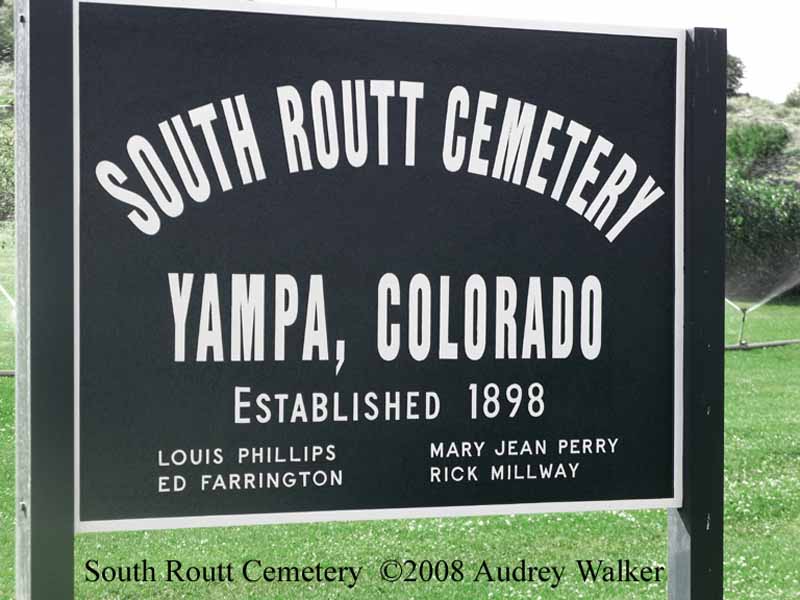 SOUTH ROUTT CEMETERY
YAMPA, COLORADO
ESTABLISHED 1898
LOUIS PHILLIPS
ED FARRINGTON
MARY JEAN PERRY
RICK MILLWAY
South Routt Cemetery ©2008 Audrey Walker